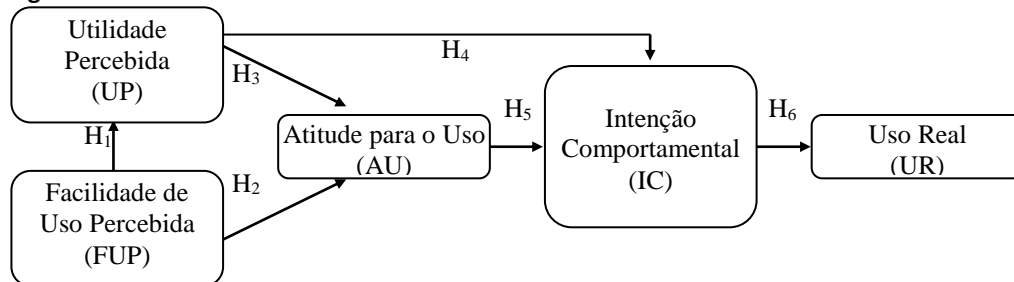 Utilidade
Percebida
(UP)
H4
H3
H1
H5
H6
Atitude para o Uso
(AU)
Intenção
Comportamental
(IC)
Uso Real
(UR)
H2
Facilidade de
Uso Percebida
(FUP)